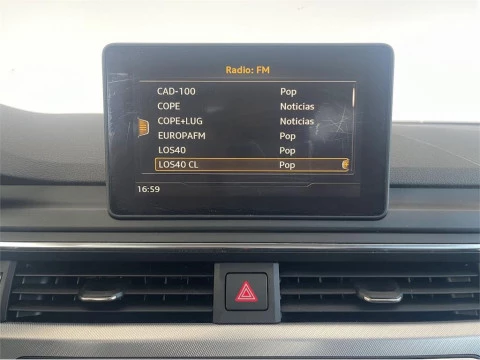 Radio: FM
CAD-100 Pop
COPE Noticias
COPE+LUG Noticias
EUROPAFM Pop
LOS40 Pop
LOS40 CL Pop
16:59